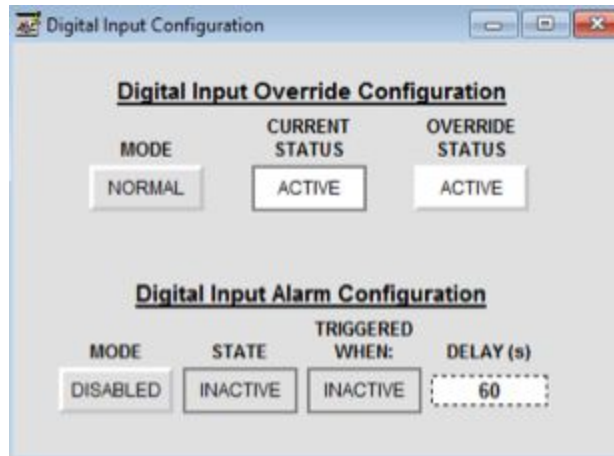 Digital Input Configuration
Digital Input Override Configuration
MODE
CURRENT
STATUS
OVERRIDE
STATUS
NORMAL ACTIVE ACTIVE
Digital Input Alarm Configuration
MODE
STATE
TRIGGERED
WHEN:
DELAY (s)
DISABLED INACTIVE INACTIVE 60